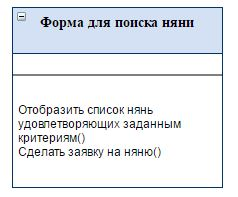 Форма для поиска няни
Отобразить список нянь
удовлетворяющих заданным
критериям()
Сделать заявку на няню()